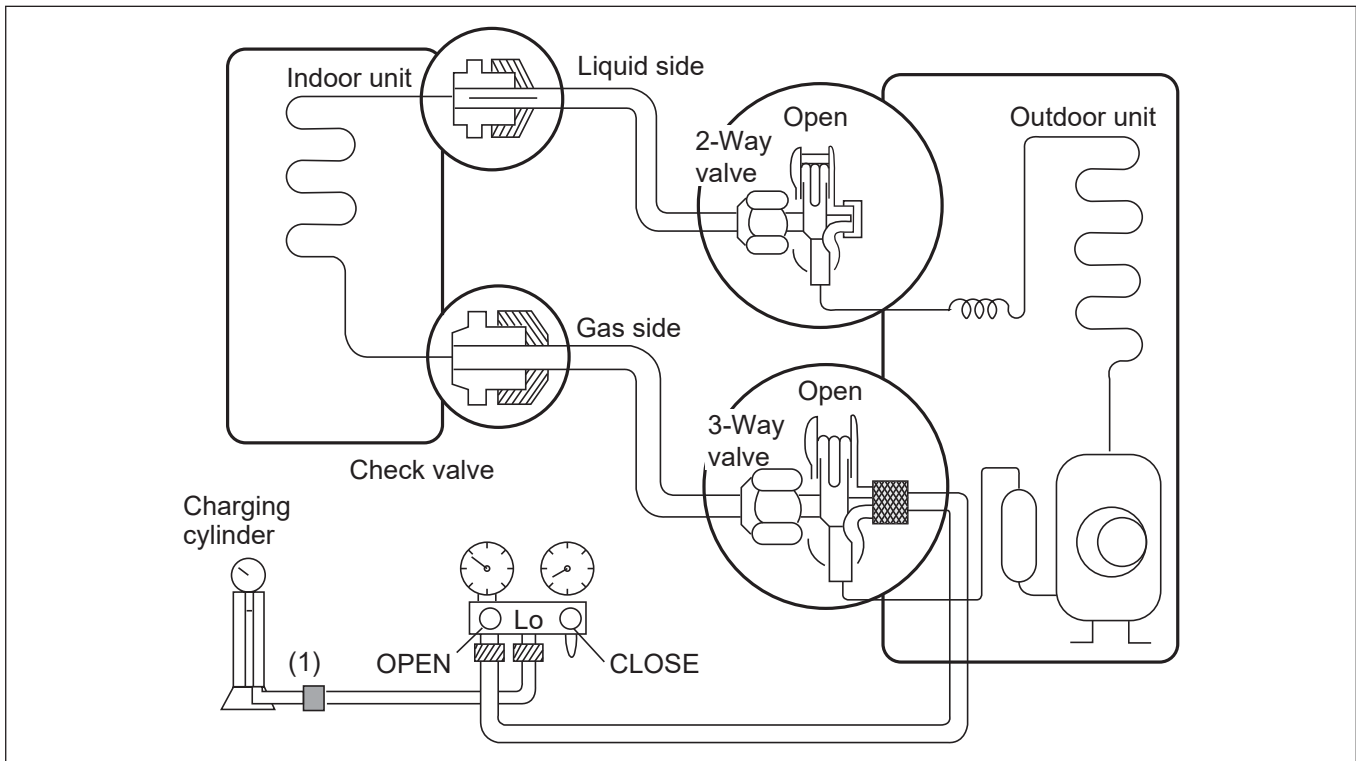 Indoor unit
Liquid side
Open
2-Way
valve
Outdoor unit
Gas side
Open
3-Way
valve
Check valve
Charging
cylinder
(1)
Lo
OPEN
CLOSE